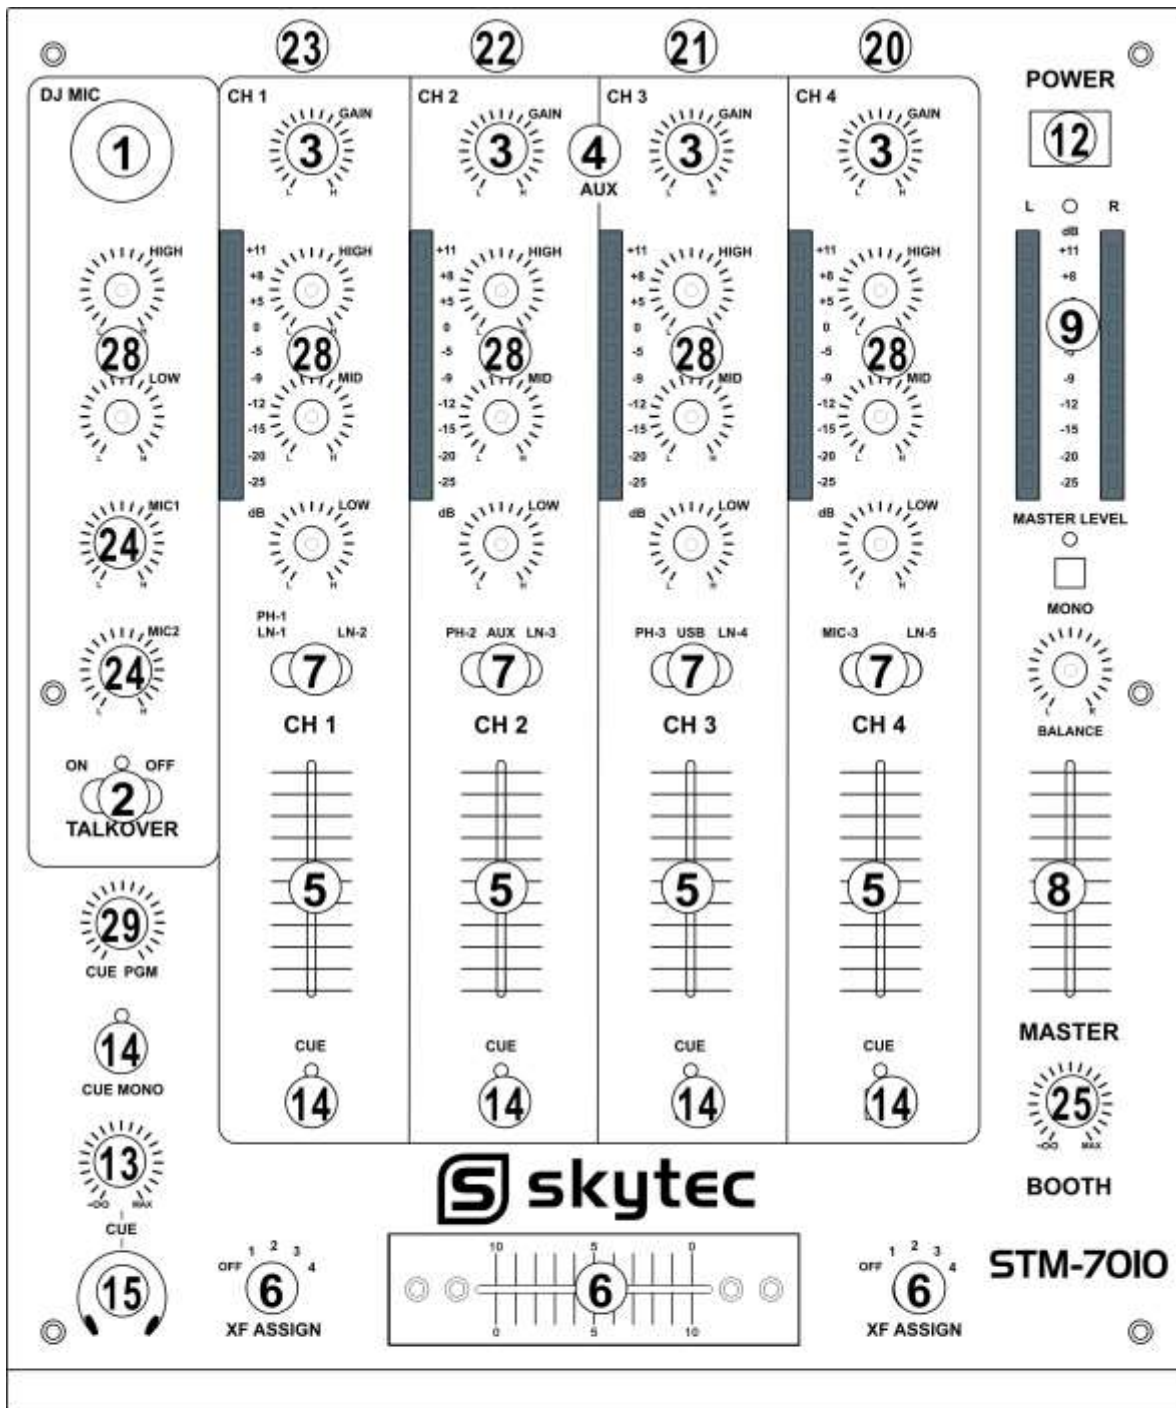 23 22 21 20
DJ MIC CH 1 CH 2 CH 3 CH 4 POWER
GAIN GAIN GAIN GAIN
1 3 3 4 3 3 12
L H L H AUX L H L H
L R
dB
HIGH +11 HIGH +11 HIGH +11 HIGH +11 HIGH +11
+8 +8 +8 +8 +8
+5 +5 +5 +5
L H 0 L H 0 L H 0 L H 0 L H 9
28 -5 28 -5 28 -5 28 -5 28
LOW -9 MID -9 MID -9 MID -9 MID -9
-12 -12 -12 -12 -12
-15 -15 -15 -15 -15
L H -20 L H -20 L H -20 L H -20 L H -20
-25 -25 -25 -25 -25
MIC1 dB LOW dB LOW dB LOW dB LOW MASTER LEVEL
24
L H L H L H L H L H
MONO
PH-1
MIC2 LN-1 LN-2 PH-2 AUX LN-3 PH-3 USB LN-4 MIC-3 LN-5
24 7 7 7 7
L H L R
CH 1 CH 2 CH 3 CH 4 BALANCE
ON OFF
2
TALKOVER
5 5 5 5 8
29
CUE PGM
MASTER
14 CUE CUE CUE CUE
CUE MONO 14 14 14 14 25
-∞ MAX
13
-∞ MAX
CUE
skytec BOOTH
15 OFF 1 2 3 4 10 5 0 OFF 1 2 3 4 STM-7010
6 6 6
XF ASSIGN 0 5 10 XF ASSIGN